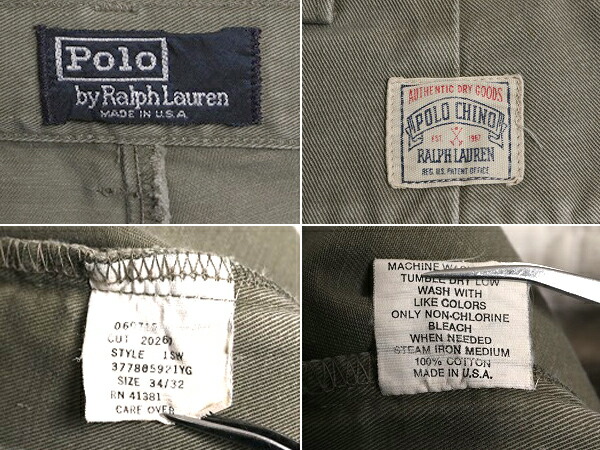 Polo
by Ralph Lauren
MADE IN U.S.A.
AUTHENTIC DRY GOODS
POLO CHINO
EST. 1967
RALPH LAUREN
REG. U.S. PATENT OFFICE
CUT 20267
STYLE 1SW
SIZE 34/32
RN 41381
CARE OVER
MACHINE
TUMBLE DRY LOW
WASH WITH
LIKE COLORS
ONLY NON-CHLORINE
BLEACH
WHEN NEEDED
STEAM IRON MEDIUM
100% COTTON
MADE IN U.S.A.